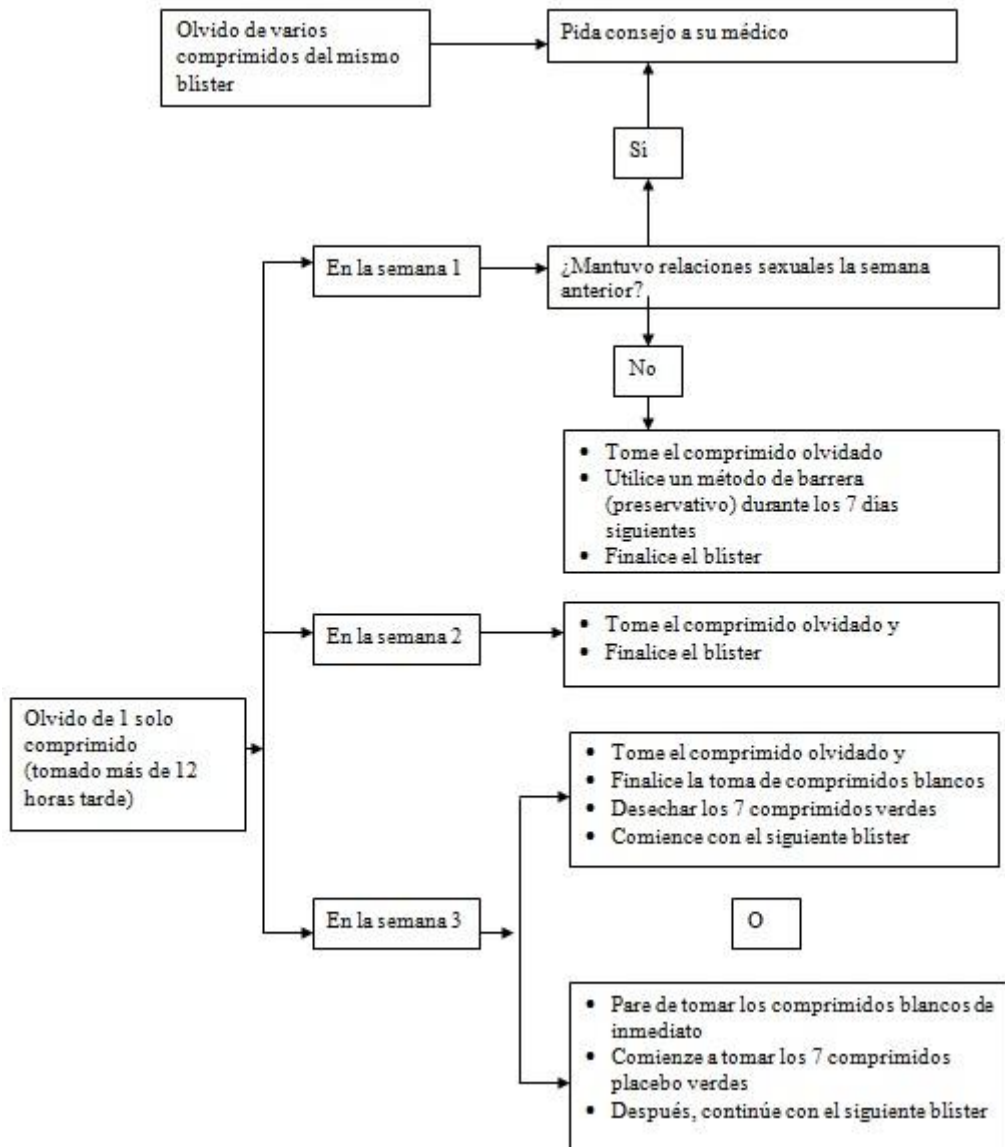 Olvido de varios
comprimidos del mismo
blíster
Pida consejo a su médico
Sí
En la semana 1
¿Mantuvo relaciones sexuales la semana
anterior?
No
• Tome el comprimido olvidado
• Utilice un método de barrera
(preservativo) durante los 7 días
siguientes
• Finalice el blíster
En la semana 2
• Tome el comprimido olvidado y
• Finalice el blíster
Olvido de 1 solo
comprimido
(tomado más de 12
horas tarde)
• Tome el comprimido olvidado y
• Finalice la toma de comprimidos blancos
• Desechar los 7 comprimidos verdes
• Comience con el siguiente blíster
En la semana 3
O
• Pare de tomar los comprimidos blancos de
inmediato
• Comienze a tomar los 7 comprimidos
placebo verdes
• Después, continúe con el siguiente blíster